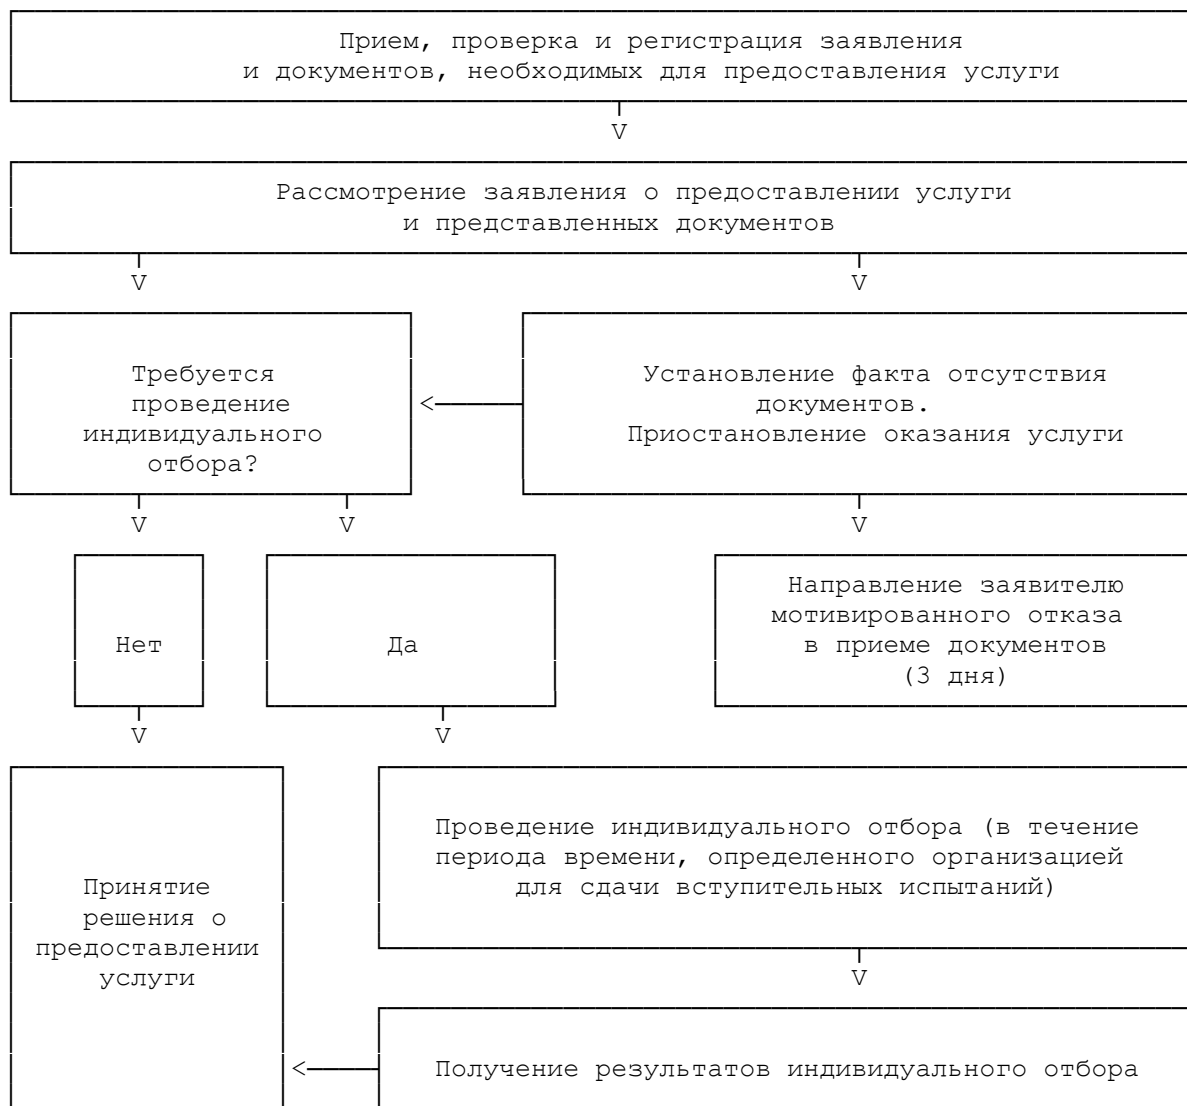 Прием, проверка и регистрация заявления
и документов, необходимых для предоставления услуги
V
Рассмотрение заявления о предоставлении услуги
и представленных документов
V V
Требуется
проведение
индивидуального
отбора?
<
Установление факта отсутствия
документов.
Приостановление оказания услуги
V V V
Нет
Да
Направление заявителю
мотивированного отказа
в приеме документов
(3 дня)
V V
Принятие
решения о
предоставлении
услуги
Проведение индивидуального отбора (в течение
периода времени, определенного организацией
для сдачи вступительных испытаний)
V
<
Получение результатов индивидуального отбора